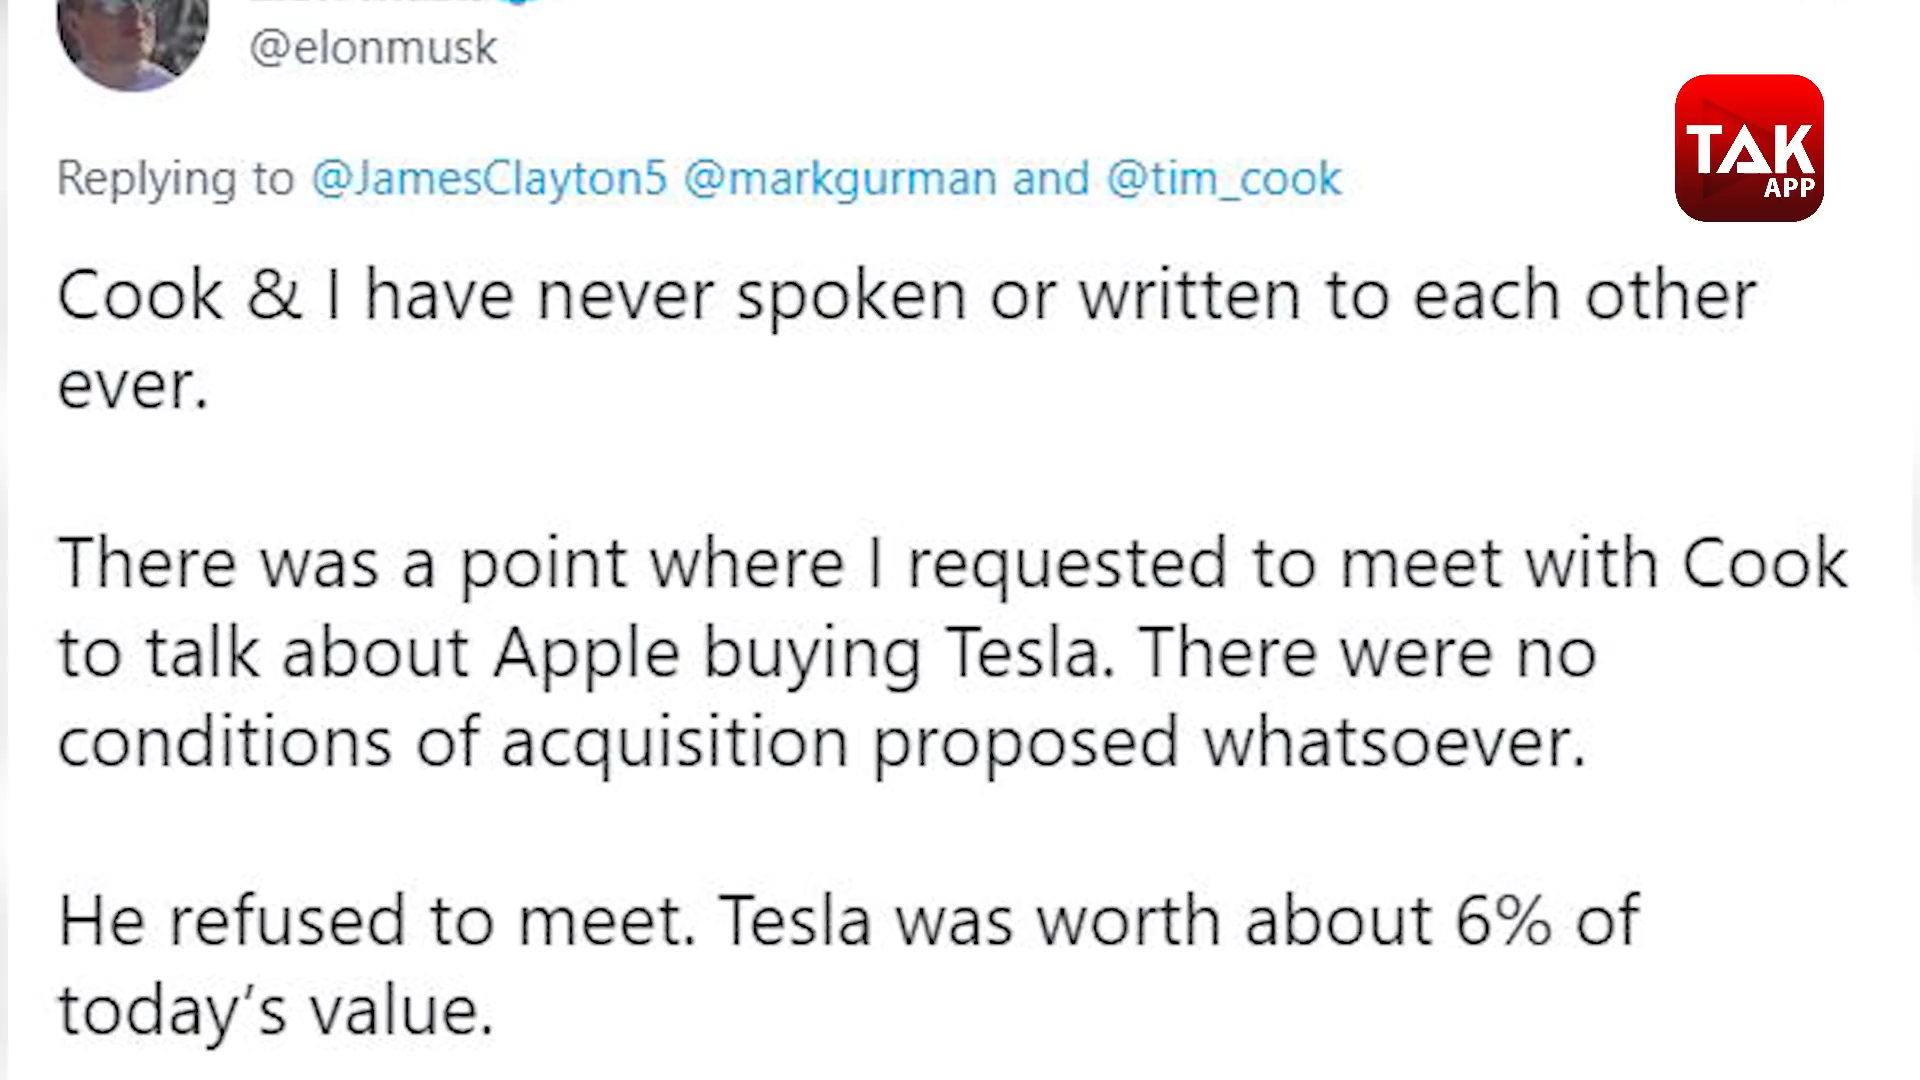 @elonmusk
TAK
APP
Replying to @JamesClayton5 @markgurman and @tim_cook
Cook & I have never spoken or written to each other
ever.
There was a point where I requested to meet with Cook
to talk about Apple buying Tesla. There were no
conditions of acquisition proposed whatsoever.
He refused to meet. Tesla was worth about 6% of
today’s value.